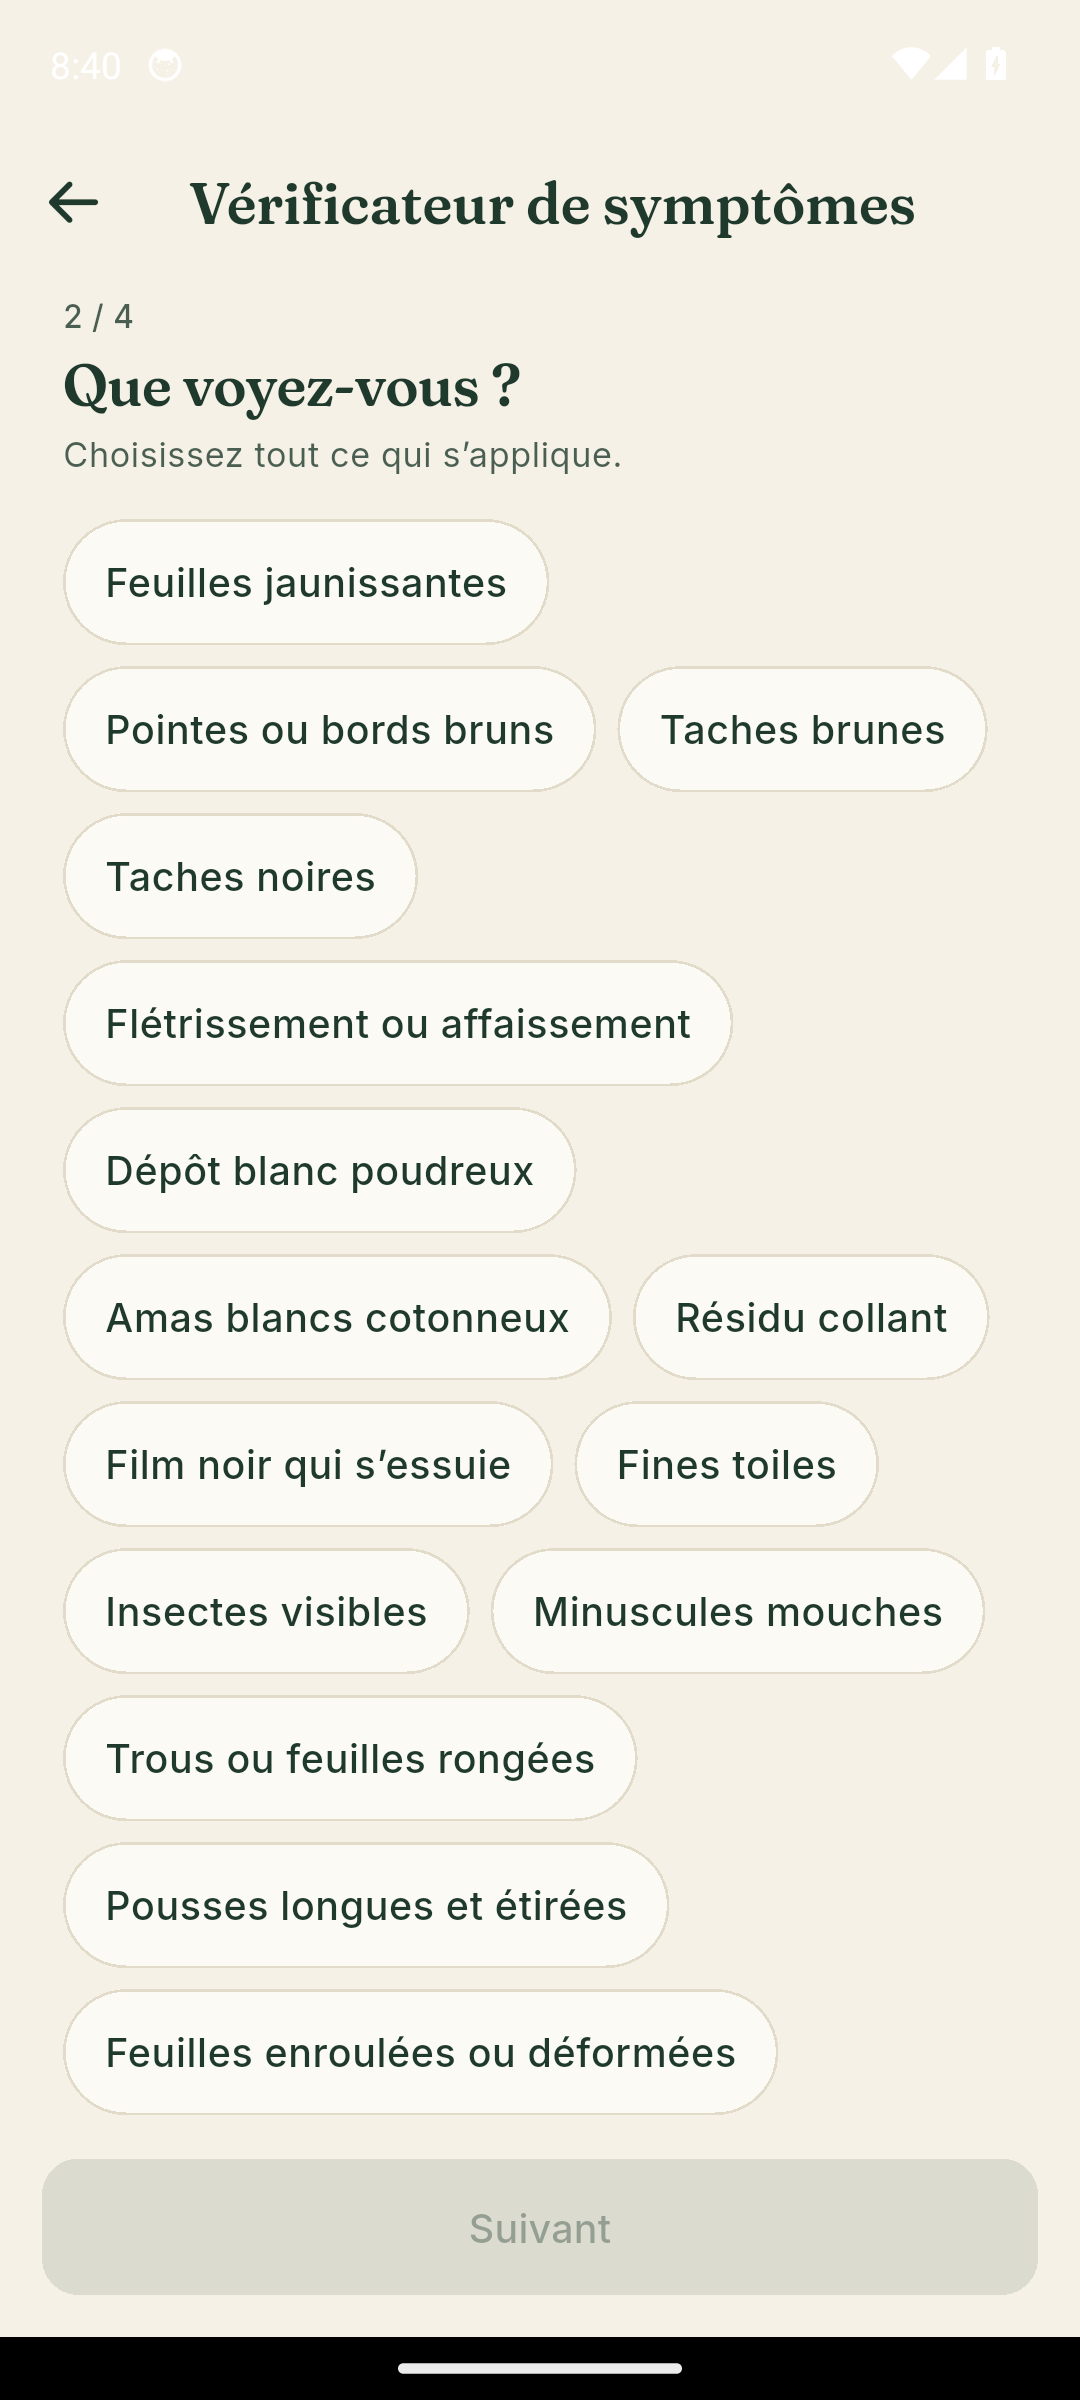 8:40
Vérificateur de symptômes
2 / 4
Que voyez-vous ?
Choisissez tout ce qui s’applique.
Feuilles jaunissantes
Pointes ou bords bruns
Taches brunes
Taches noires
Flétrissement ou affaissement
Dépôt blanc poudreux
Amas blancs cotonneux
Résidu collant
Film noir qui s’essuie
Fines toiles
Insectes visibles
Minuscules mouches
Trous ou feuilles rongées
Pousses longues et étirées
Feuilles enroulées ou déformées
Suivant